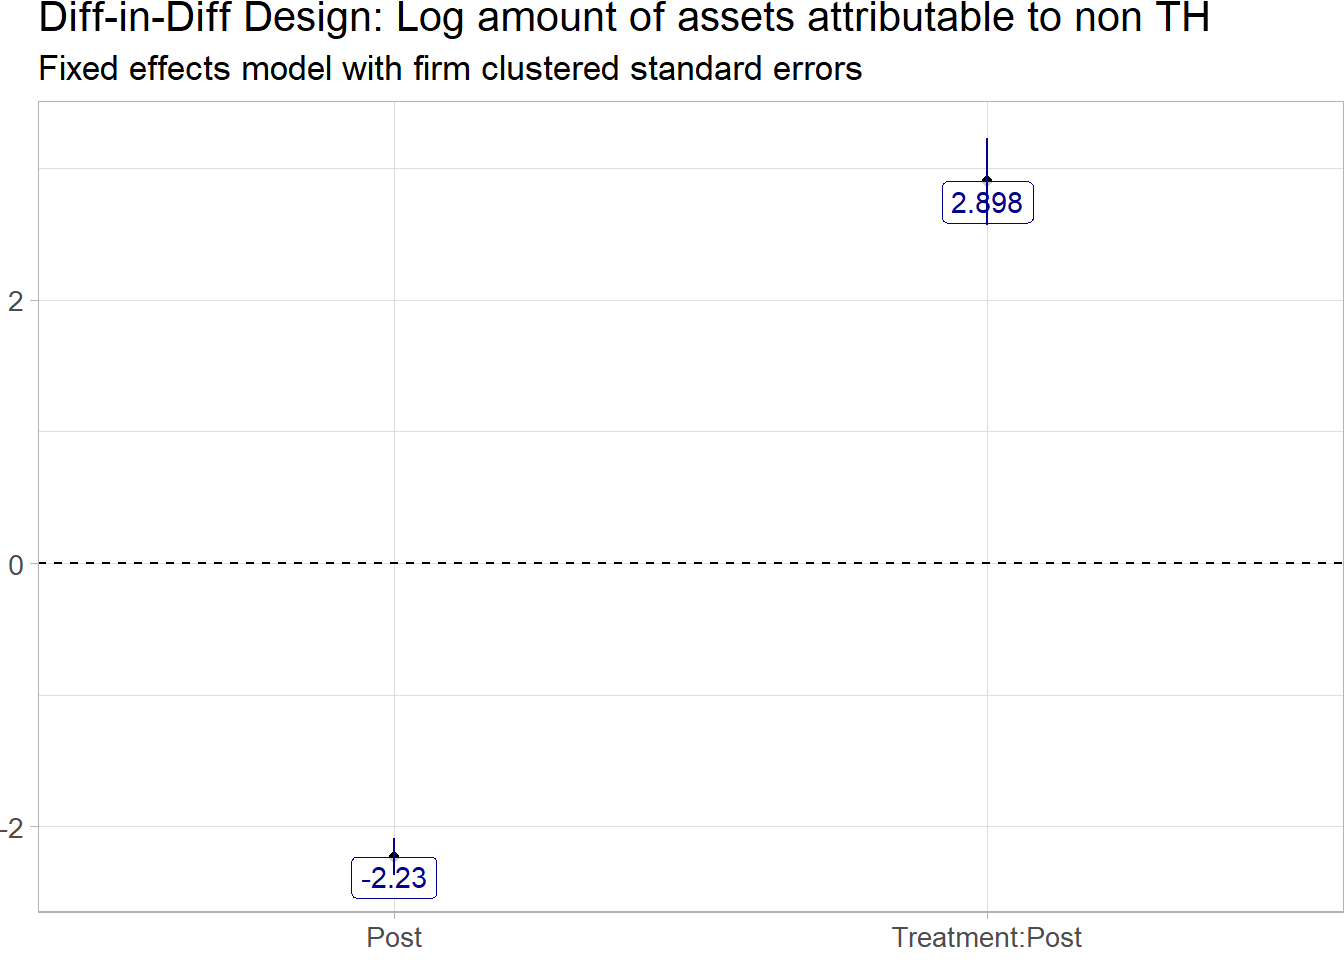 Diff-in-Diff Design: Log amount of assets attributable to non TH
Fixed effects model with firm clustered standard errors
2.898
2
0
-2
-2.23
Post
Treatment:Post